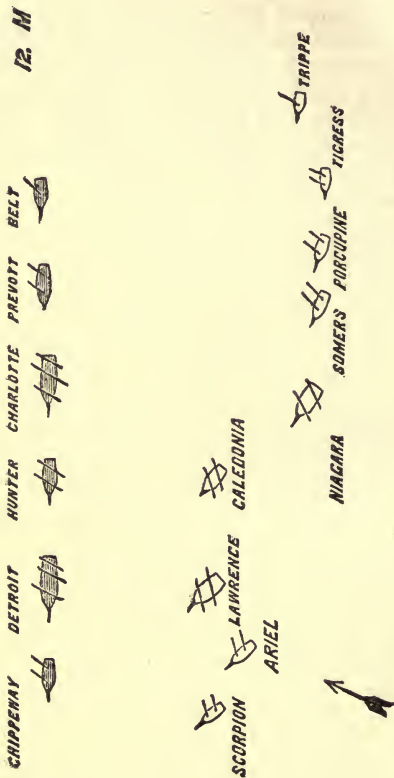 12. M
CHIPPEWAY DETROIT HUNTER CHARLOTTE PREVOTT BELT
TRIPPE
TIGRESS
PORCUPINE
SOMERS
NIAGARA
CALEDONIA
LAWRENCE
ARIEL
SCORPION